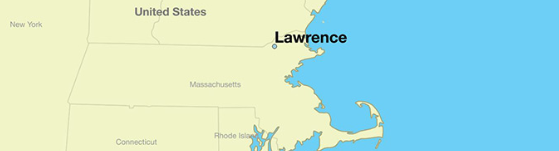 United States
New York
Lawrence
Massachusetts
Rhode Island
Connecticut